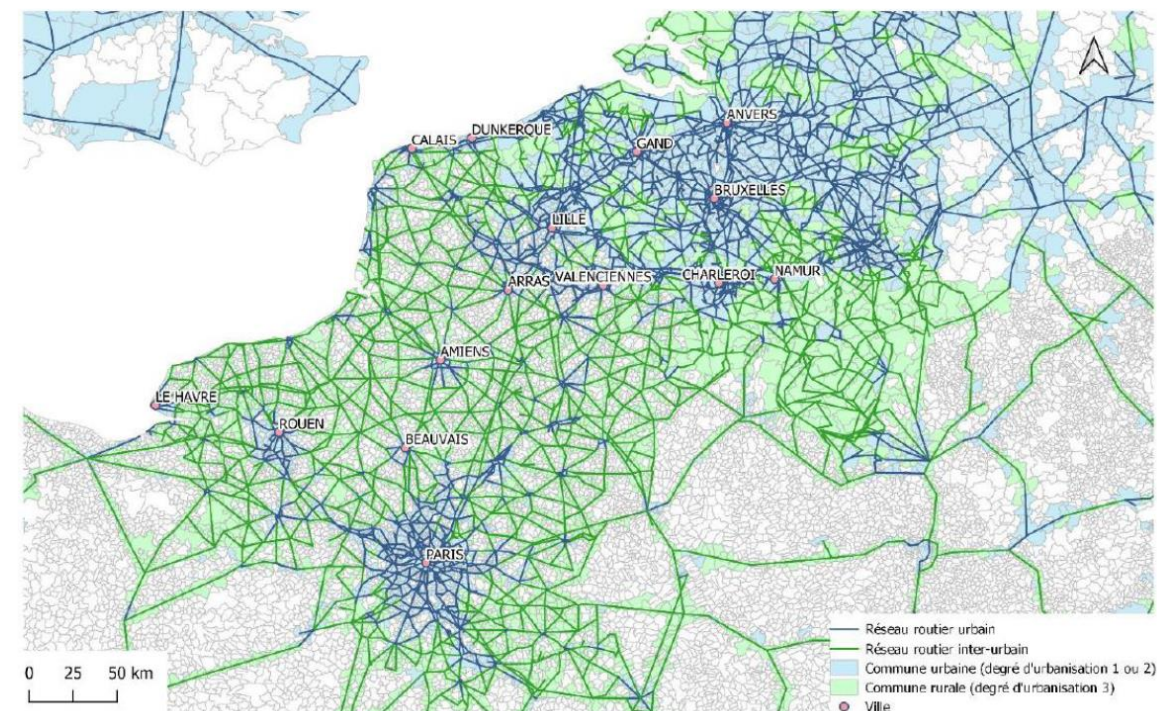 ANVERS
DUNKERQUE
CALAIS
GAND
BRUXELLES
LILLE
ARRAS
VALENCIENNES
CHARLEROI
NAMUR
AMIENS
LE HAVRE
ROUEN
BEAUVAIS
PARIS
Réseau routier urbain
Réseau routier inter-urbain
Commune urbaine (degré d'urbanisation 1 ou 2)
Commune rurale (degré d'urbanisation 3)
Ville
0 25 50 km